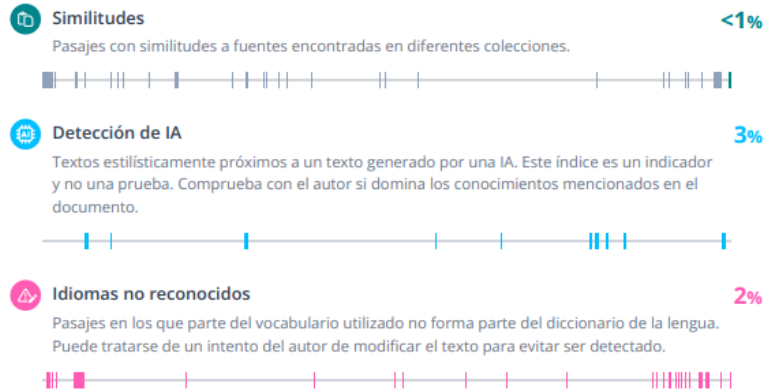 Similitudes
<1%
Pasajes con similitudes a fuentes encontradas en diferentes colecciones.
AI
Detección de IA
3%
Textos estilísticamente próximos a un texto generado por una IA. Este índice es un indicador
y no una prueba. Comprueba con el autor si domina los conocimientos mencionados en el
documento.
Idiomas no reconocidos
2%
Pasajes en los que parte del vocabulario utilizado no forma parte del diccionario de la lengua.
Puede tratarse de un intento del autor de modificar el texto para evitar ser detectado.